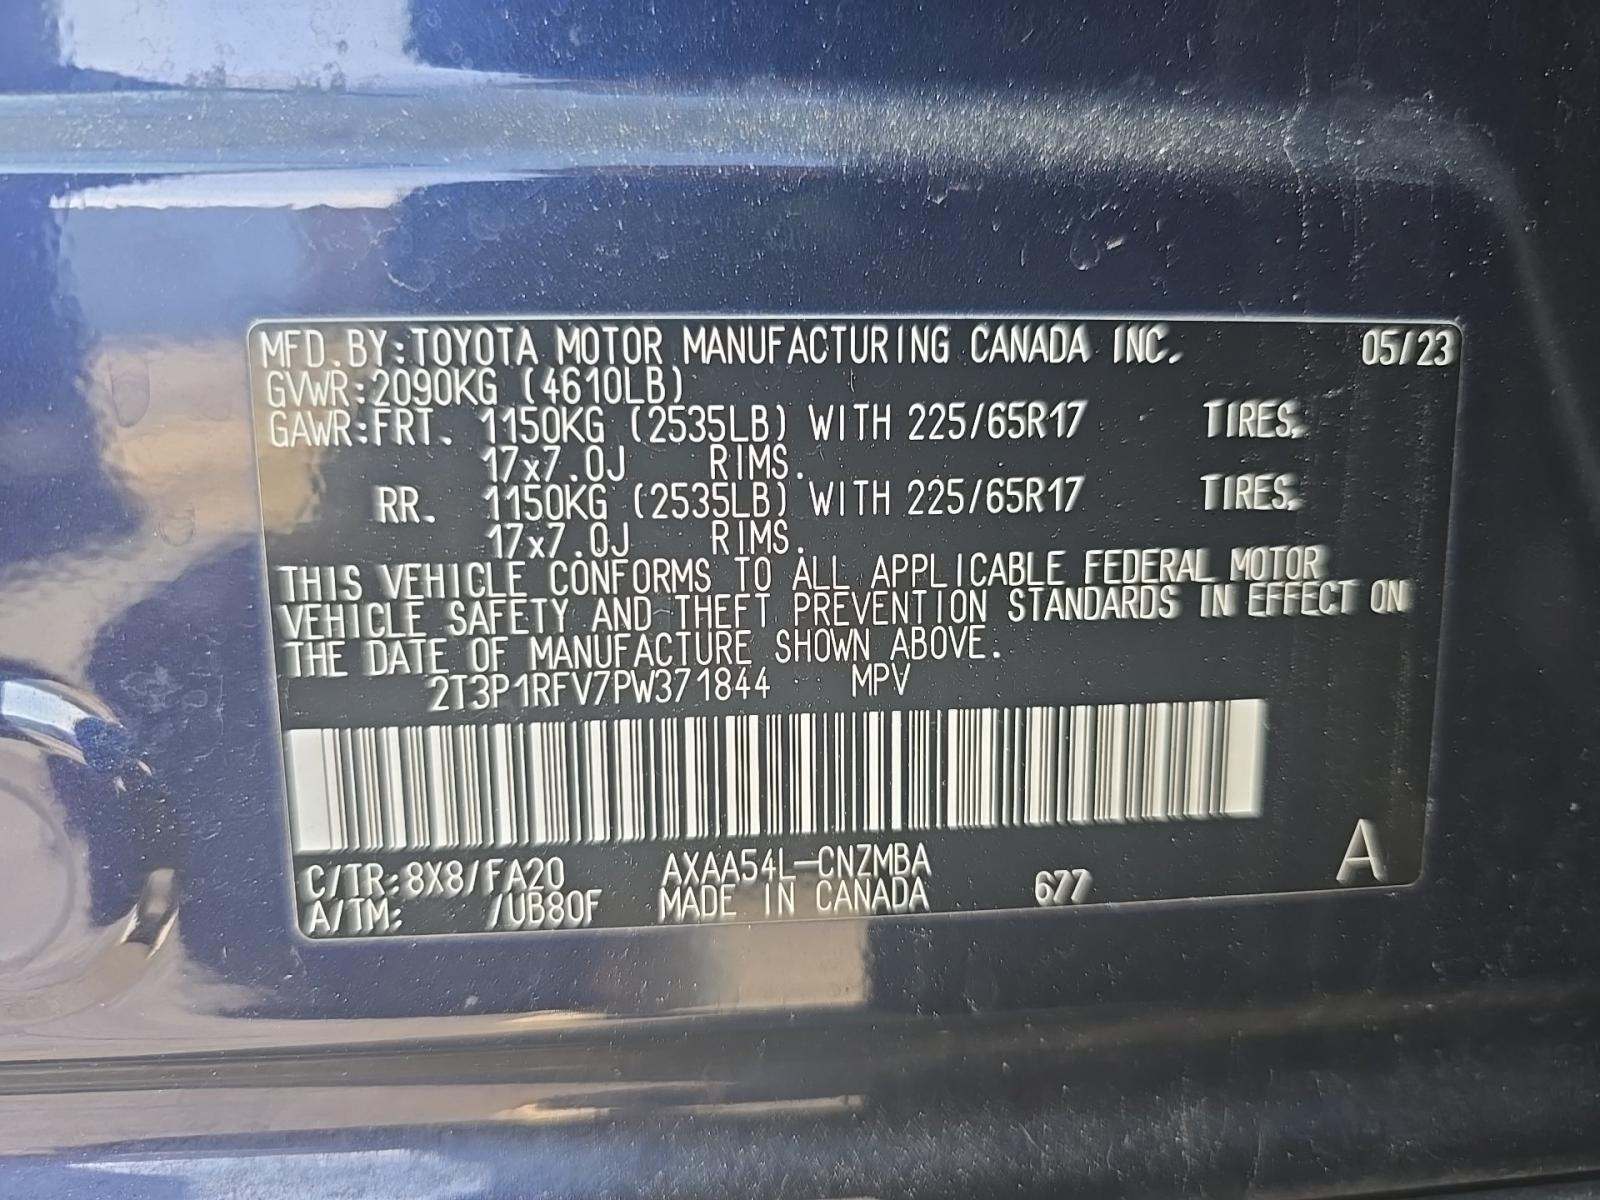 MFD.BY:TOYOTA MOTOR MANUFACTURING CANADA INC. 05/23
GVWR:2090KG (4610LB)
GAWR:FRT. 1150KG (2535LB) WITH 225/65R17 TIRES,
17x7.0J RIMS.
RR. 1150KG (2535LB) WITH 225/65R17 TIRES,
17x7.0J RIMS.
THIS VEHICLE CONFORMS TO ALL APPLICABLE FEDERAL MOTOR
VEHICLE SAFETY AND THEFT PREVENTION STANDARDS IN EFFECT ON
THE DATE OF MANUFACTURE SHOWN ABOVE.
2T3P1RFV7PW371844 MPV
C/TR:8X8/FA20 AXAA54L-CNZMBA 677 A
A/TM: /UB80F MADE IN CANADA